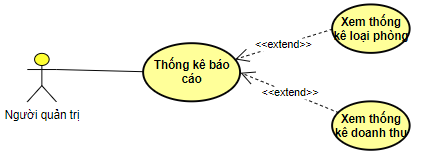 Xem thống
kê loại phòng
<<extend>>
Thống kê báo
cáo
<<extend>>
Người quản trị
Xem thống
kê doanh thu